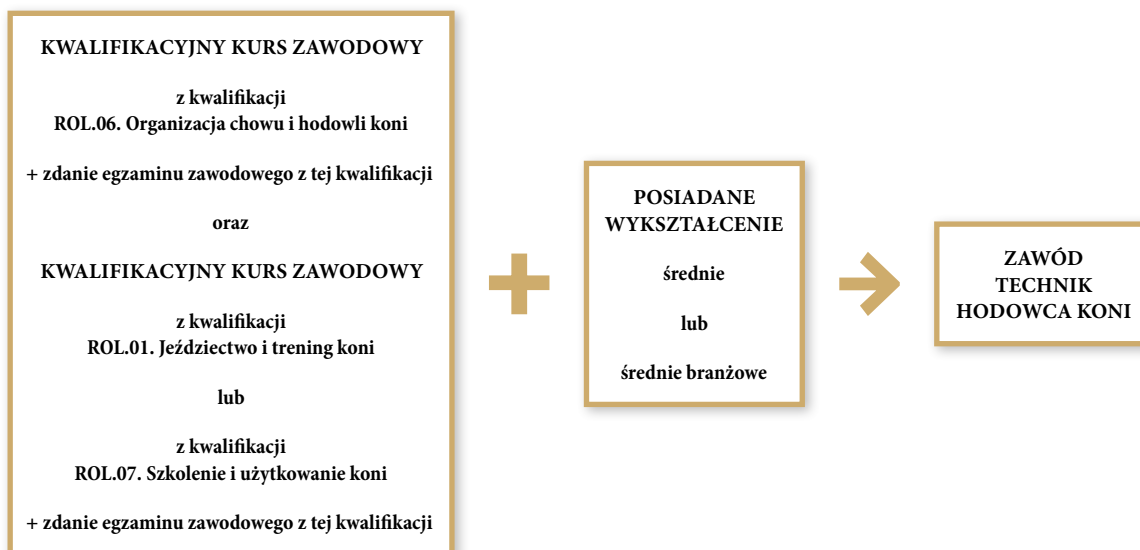 KWALIFIKACYJNY KURS ZAWODOWY
z kwalifikacji
ROL.06. Organizacja chowu i hodowli koni
+ zdanie egzaminu zawodowego z tej kwalifikacji
oraz
KWALIFIKACYJNY KURS ZAWODOWY
z kwalifikacji
ROL.01. Jeździectwo i trening koni
lub
z kwalifikacji
ROL.07. Szkolenie i użytkowanie koni
+ zdanie egzaminu zawodowego z tej kwalifikacji
POSIADANE
WYKSZTAŁCENIE
średnie
lub
średnie branżowe
ZAWÓD
TECHNIK
HODOWCA KONI